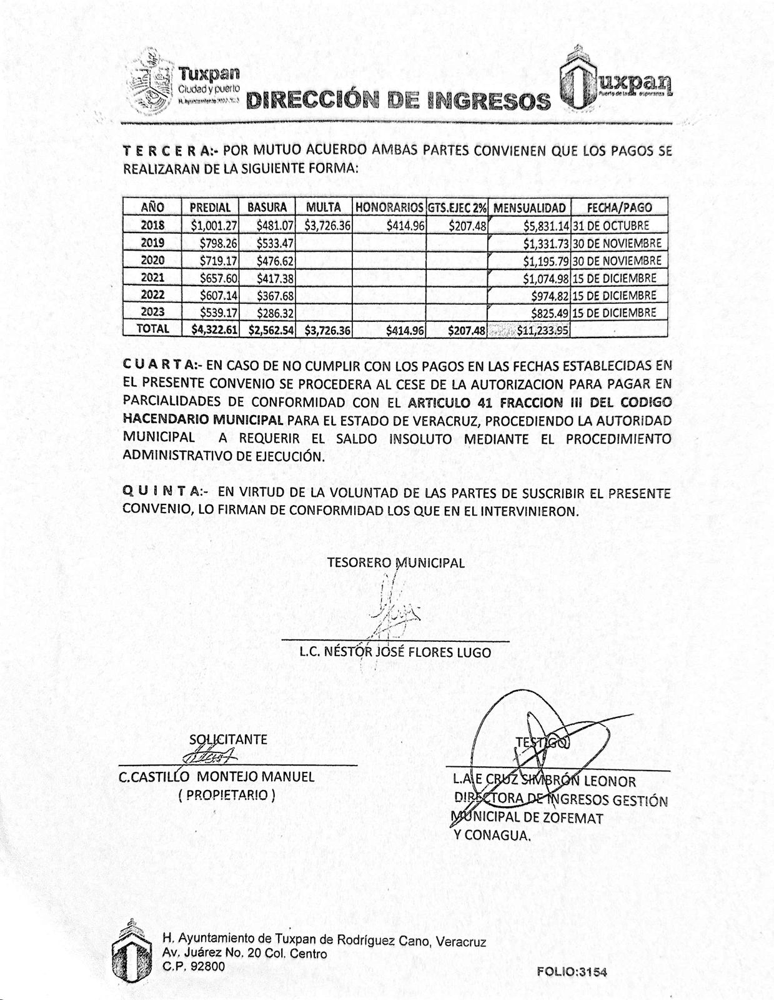 Tuxpan
Ciudad y puerto
DIRECCIÓN DE INGRESOS
uxpan
Puerto de la esperanza
T E R C E R A:- POR MUTUO ACUERDO AMBAS PARTES CONVIENEN QUE LOS PAGOS SE
REALIZARAN DE LA SIGUIENTE FORMA:
AÑO PREDIAL BASURA MULTA HONORARIOS GTS.EJEC 2% MENSUALIDAD FECHA/PAGO
2018 $1,001.27 $481.07 $3,726.36 $414.96 $207.48 $5,831.14 31 DE OCTUBRE
2019 $798.26 $533.47 $1,331.73 30 DE NOVIEMBRE
2020 $719.17 $476.62 $1,195.79 30 DE NOVIEMBRE
2021 $657.60 $417.38 $1,074.98 15 DE DICIEMBRE
2022 $607.14 $367.68 $974.82 15 DE DICIEMBRE
2023 $539.17 $286.32 $825.49 15 DE DICIEMBRE
TOTAL $4,322.61 $2,562.54 $3,726.36 $414.96 $207.48 $11,233.95
C U A R T A:- EN CASO DE NO CUMPLIR CON LOS PAGOS EN LAS FECHAS ESTABLECIDAS EN
EL PRESENTE CONVENIO SE PROCEDERA AL CESE DE LA AUTORIZACION PARA PAGAR EN
PARCIALIDADES DE CONFORMIDAD CON EL ARTICULO 41 FRACCION III DEL CODIGO
HACENDARIO MUNICIPAL PARA EL ESTADO DE VERACRUZ, PROCEDIENDO LA AUTORIDAD
MUNICIPAL A REQUERIR EL SALDO INSOLUTO MEDIANTE EL PROCEDIMIENTO
ADMINISTRATIVO DE EJECUCIÓN.
Q U I N T A:- EN VIRTUD DE LA VOLUNTAD DE LAS PARTES DE SUSCRIBIR EL PRESENTE
CONVENIO, LO FIRMAN DE CONFORMIDAD LOS QUE EN EL INTERVINIERON.
TESORERO MUNICIPAL
L.C. NÉSTOR JOSÉ FLORES LUGO
SOLICITANTE
C.CASTILLO MONTEJO MANUEL
( PROPIETARIO )
TESTIGO
L.A.E CRUZ SIMBRÓN LEONOR
DIRECTORA DE INGRESOS GESTIÓN
MUNICIPAL DE ZOFEMAT
Y CONAGUA.
H. Ayuntamiento de Tuxpan de Rodríguez Cano, Veracruz
Av. Juárez No. 20 Col. Centro
C.P. 92800
FOLIO:3154